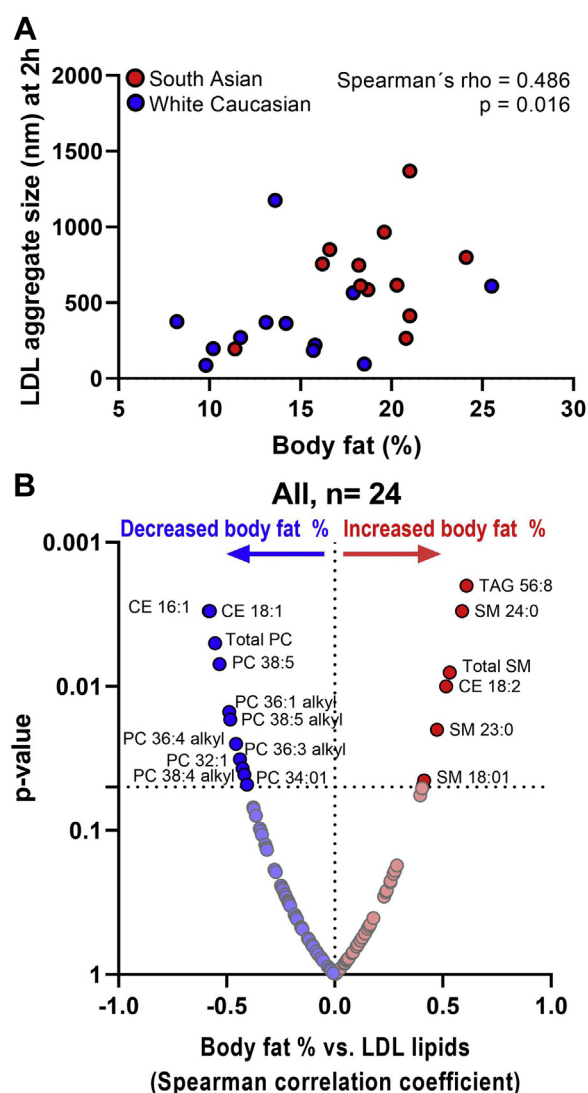 A
South Asian
White Caucasian
Spearman´s rho = 0.486
p = 0.016
LDL aggregate size (nm) at 2h
2000
1500
1000
500
0
5 10 15 20 25 30
Body fat (%)
B
All, n= 24
Decreased body fat %
Increased body fat %
p-value
0.001
0.01
0.1
1
CE 16:1
CE 18:1
Total PC
PC 38:5
PC 36:1 alkyl
PC 38:5 alkyl
PC 36:4 alkyl
PC 36:3 alkyl
PC 32:1
PC 38:4 alkyl
PC 34:01
TAG 56:8
SM 24:0
Total SM
CE 18:2
SM 23:0
SM 18:01
-1.0 -0.5 0.0 0.5 1.0
Body fat % vs. LDL lipids
(Spearman correlation coefficient)